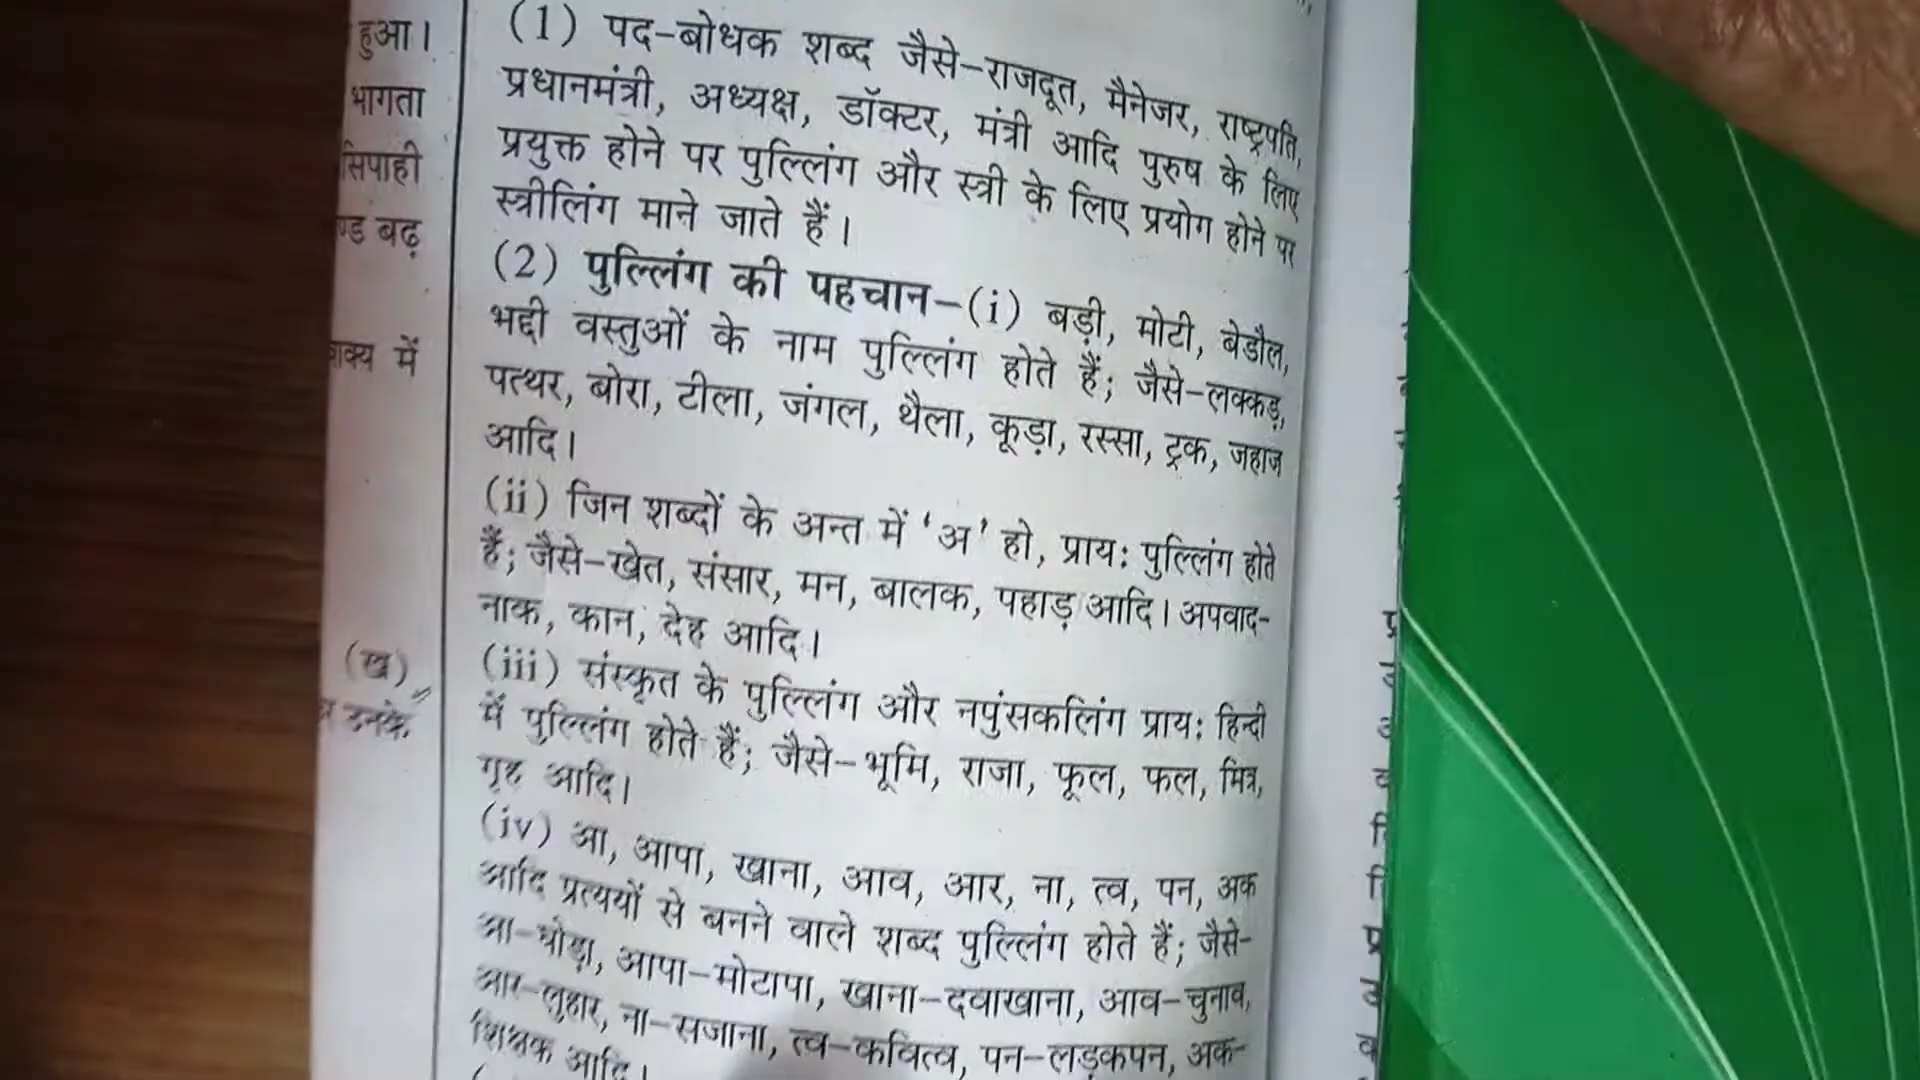 हुआ।
भागता
सिपाही
ण्ड बढ़
वाक्य में
(ख)
उनके
(1) पद-बोधक शब्द जैसे-राजदूत, मैनेजर, राष्ट्रपति,
प्रधानमंत्री, अध्यक्ष, डॉक्टर, मंत्री आदि पुरुष के लिए
प्रयुक्त होने पर पुल्लिंग और स्त्री के लिए प्रयोग होने पर
स्त्रीलिंग माने जाते हैं।
(2) पुल्लिंग की पहचान-(i) बड़ी, मोटी, बेडौल,
भद्दी वस्तुओं के नाम पुल्लिंग होते हैं; जैसे-लक्कड़,
पत्थर, बोरा, टीला, जंगल, थैला, कूड़ा, रस्सा, ट्रक, जहाज
आदि।
(ii) जिन शब्दों के अन्त में 'अ' हो, प्रायः पुल्लिंग होते
हैं; जैसे-खेत, संसार, मन, बालक, पहाड़ आदि। अपवाद-
नाक, कान, देह आदि।
(iii) संस्कृत के पुल्लिंग और नपुंसकलिंग प्रायः हिन्दी
में पुल्लिंग होते हैं; जैसे-भूमि, राजा, फूल, फल, मित्र,
गृह आदि।
(iv) आ, आपा, खाना, आव, आर, ना, त्व, पन, अक
आदि प्रत्ययों से बनने वाले शब्द पुल्लिंग होते हैं; जैसे-
आ-घोड़ा, आपा-मोटापा, खाना-दवाखाना, आव-चुनाव,
आर-लुहार, ना-सजाना, त्व-कवित्व, पन-लड़कपन, अक-
शिक्षक आदि।